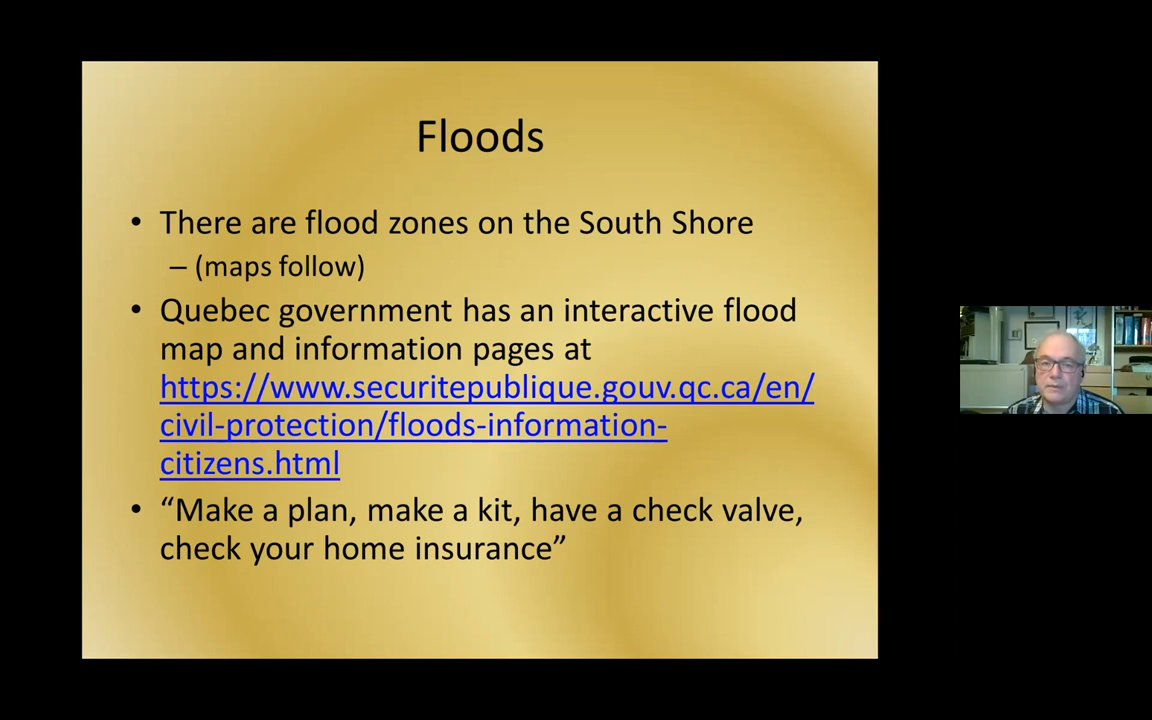 Floods
• There are flood zones on the South Shore
– (maps follow)
• Quebec government has an interactive flood
map and information pages at
https://www.securitepublique.gouv.qc.ca/en/
civil-protection/floods-information-
citizens.html
• “Make a plan, make a kit, have a check valve,
check your home insurance”